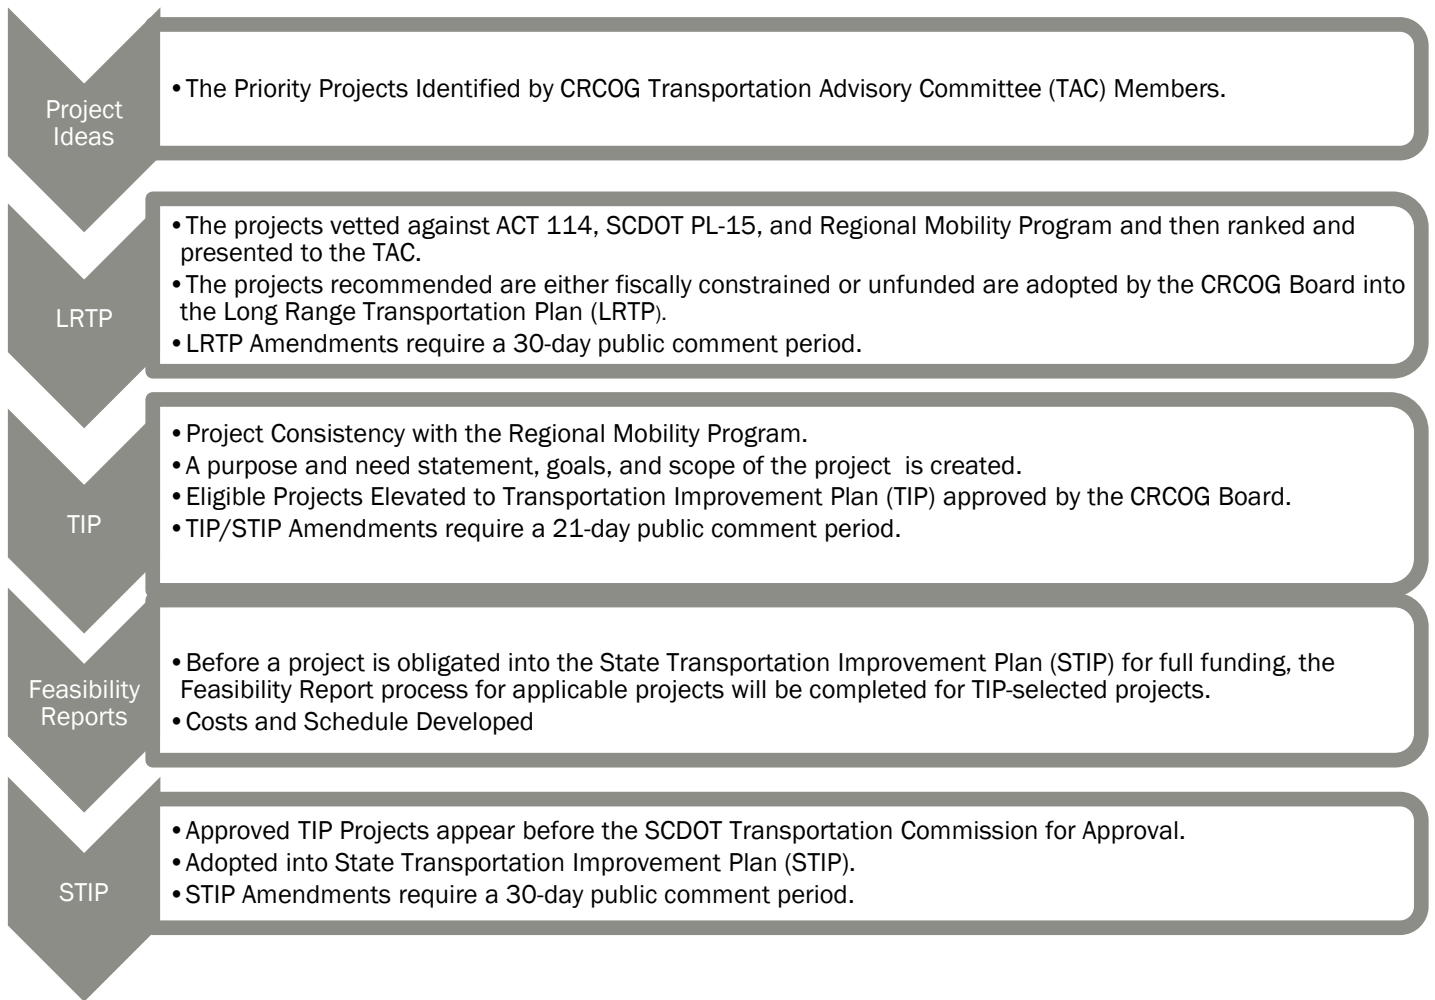 Project
Ideas
•The Priority Projects Identified by CRCOG Transportation Advisory Committee (TAC) Members.
LRTP
•The projects vetted against ACT 114, SCDOT PL-15, and Regional Mobility Program and then ranked and
presented to the TAC.
•The projects recommended are either fiscally constrained or unfunded are adopted by the CRCOG Board into
the Long Range Transportation Plan (LRTP).
•LRTP Amendments require a 30-day public comment period.
TIP
•Project Consistency with the Regional Mobility Program.
•A purpose and need statement, goals, and scope of the project  is created.
•Eligible Projects Elevated to Transportation Improvement Plan (TIP) approved by the CRCOG Board.
•TIP/STIP Amendments require a 21-day public comment period.
Feasibility
Reports
•Before a project is obligated into the State Transportation Improvement Plan (STIP) for full funding, the
Feasibility Report process for applicable projects will be completed for TIP-selected projects.
•Costs and Schedule Developed
STIP
•Approved TIP Projects appear before the SCDOT Transportation Commission for Approval.
•Adopted into State Transportation Improvement Plan (STIP).
•STIP Amendments require a 30-day public comment period.